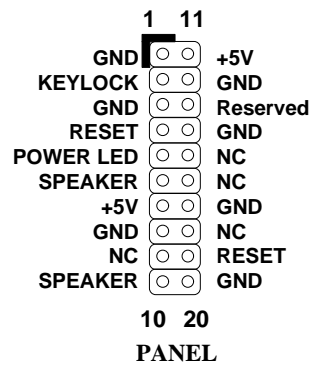 1 11
GND +5V
KEYLOCK GND
GND Reserved
RESET GND
POWER LED NC
SPEAKER NC
+5V GND
GND NC
NC RESET
SPEAKER GND
10 20
PANEL